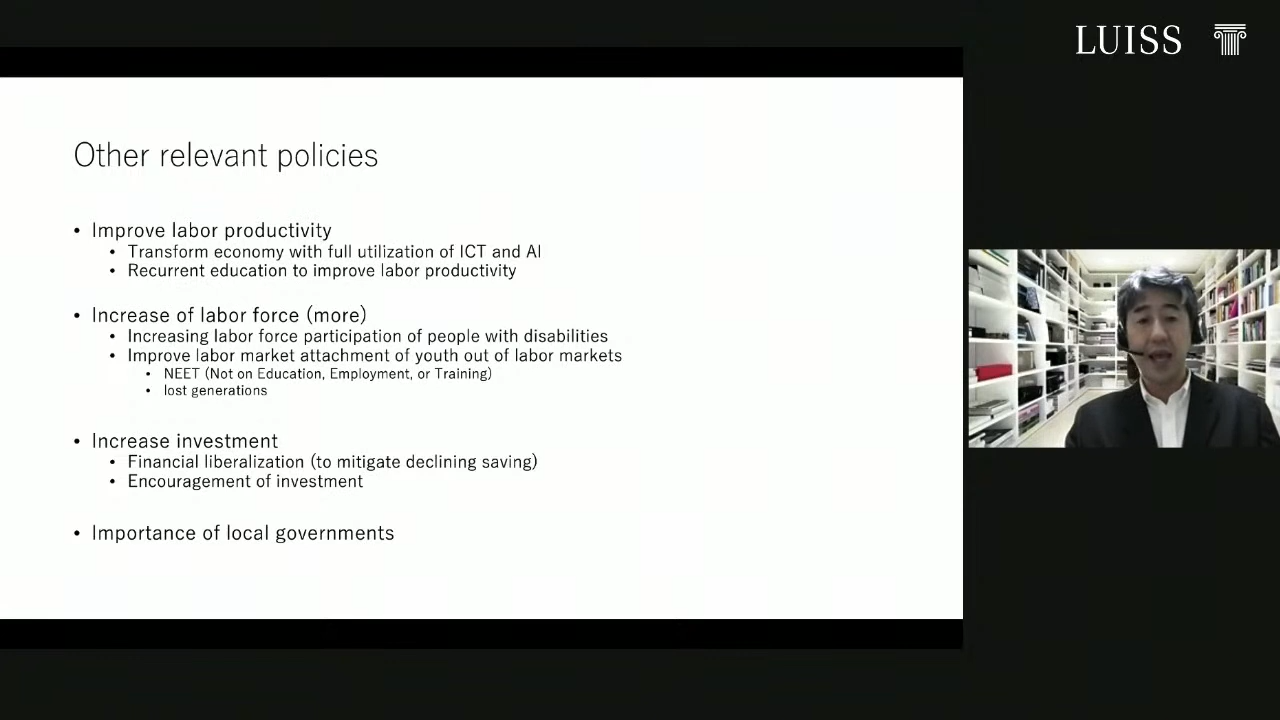 LUISS
Other relevant policies
• Improve labor productivity
• Transform economy with full utilization of ICT and AI
• Recurrent education to improve labor productivity
• Increase of labor force (more)
• Increasing labor force participation of people with disabilities
• Improve labor market attachment of youth out of labor markets
• NEET (Not on Education, Employment, or Training)
• lost generations
• Increase investment
• Financial liberalization (to mitigate declining saving)
• Encouragement of investment
• Importance of local governments